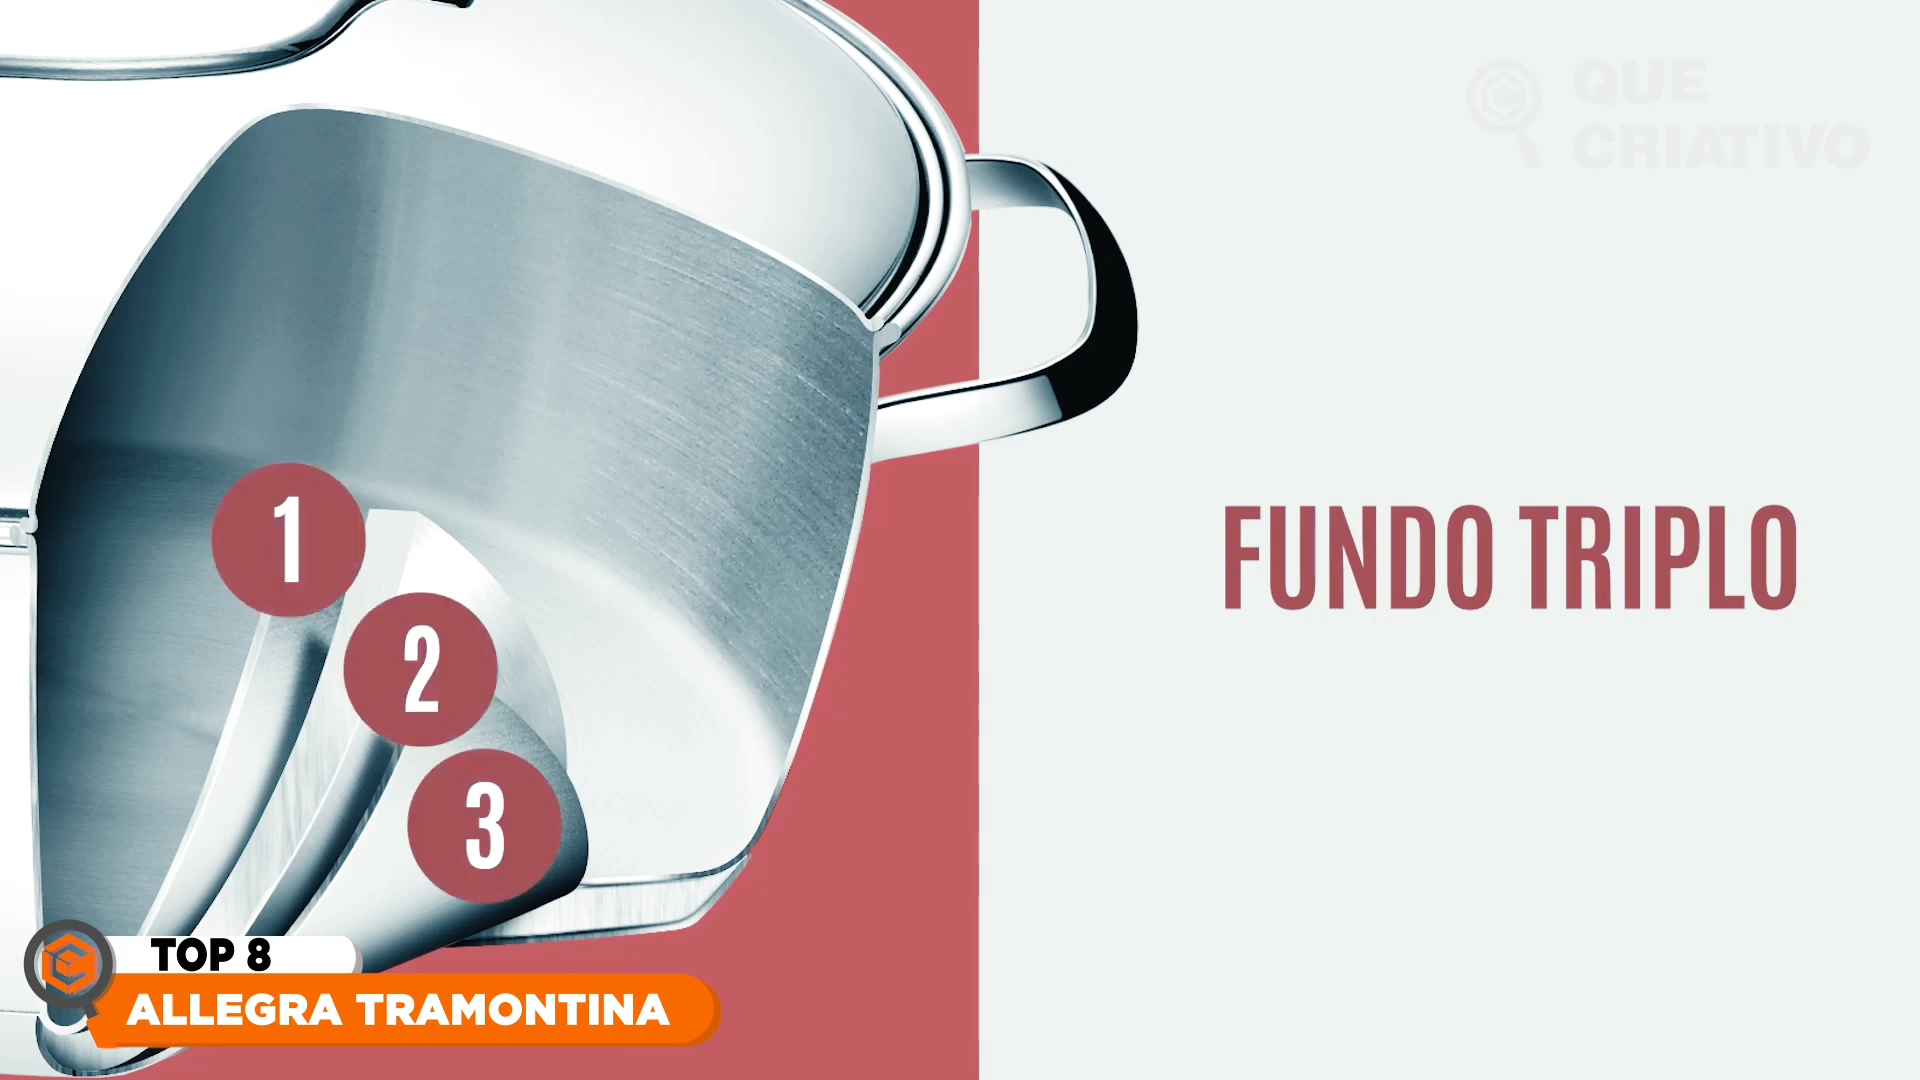 QUE
CRIATIVO
1
2
3
FUNDO TRIPLO
TOP 8
ALLEGRA TRAMONTINA